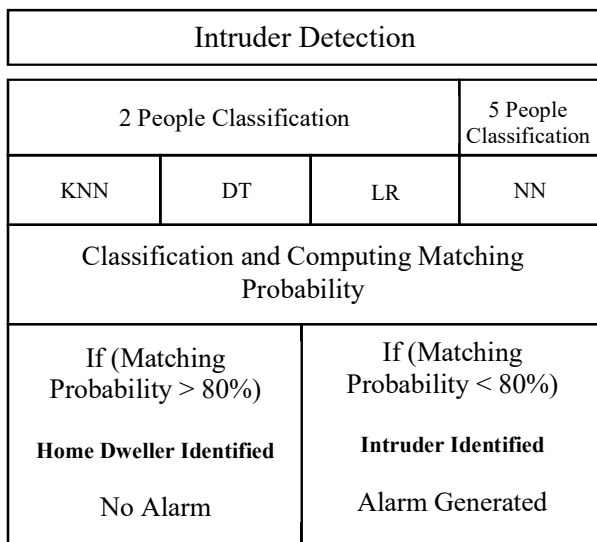 Intruder Detection
2 People Classification
5 People
Classification
KNN
DT
LR
NN
Classification and Computing Matching
Probability
If (Matching
Probability > 80%)
Home Dweller Identified
No Alarm
If (Matching
Probability < 80%)
Intruder Identified
Alarm Generated